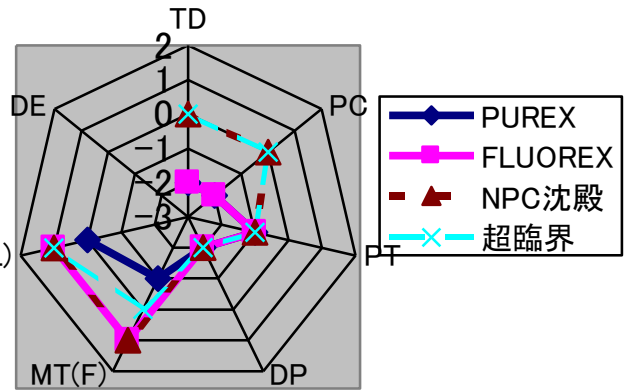 TD
2
1
0
-1
-2
-3
PC
PT
DP
MT(F)
)
DE
PUREX
FLUOREX
NPC沈殿
超臨界